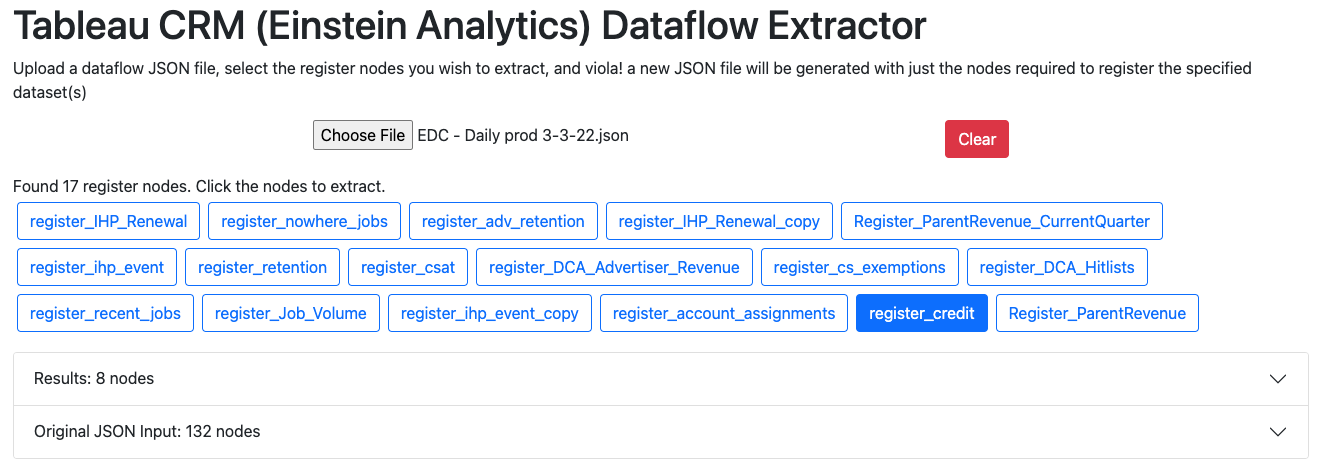 Tableau CRM (Einstein Analytics) Dataflow Extractor
Upload a dataflow JSON file, select the register nodes you wish to extract, and viola! a new JSON file will be generated with just the nodes required to register the specified
dataset(s)
Choose File EDC - Daily prod 3-3-22.json Clear
Found 17 register nodes. Click the nodes to extract.
register_IHP_Renewal register_nowhere_jobs register_adv_retention register_IHP_Renewal_copy Register_ParentRevenue_CurrentQuarter
register_ihp_event register_retention register_csat register_DCA_Advertiser_Revenue register_cs_exemptions register_DCA_Hitlists
register_recent_jobs register_Job_Volume register_ihp_event_copy register_account_assignments register_credit Register_ParentRevenue
Results: 8 nodes
Original JSON Input: 132 nodes